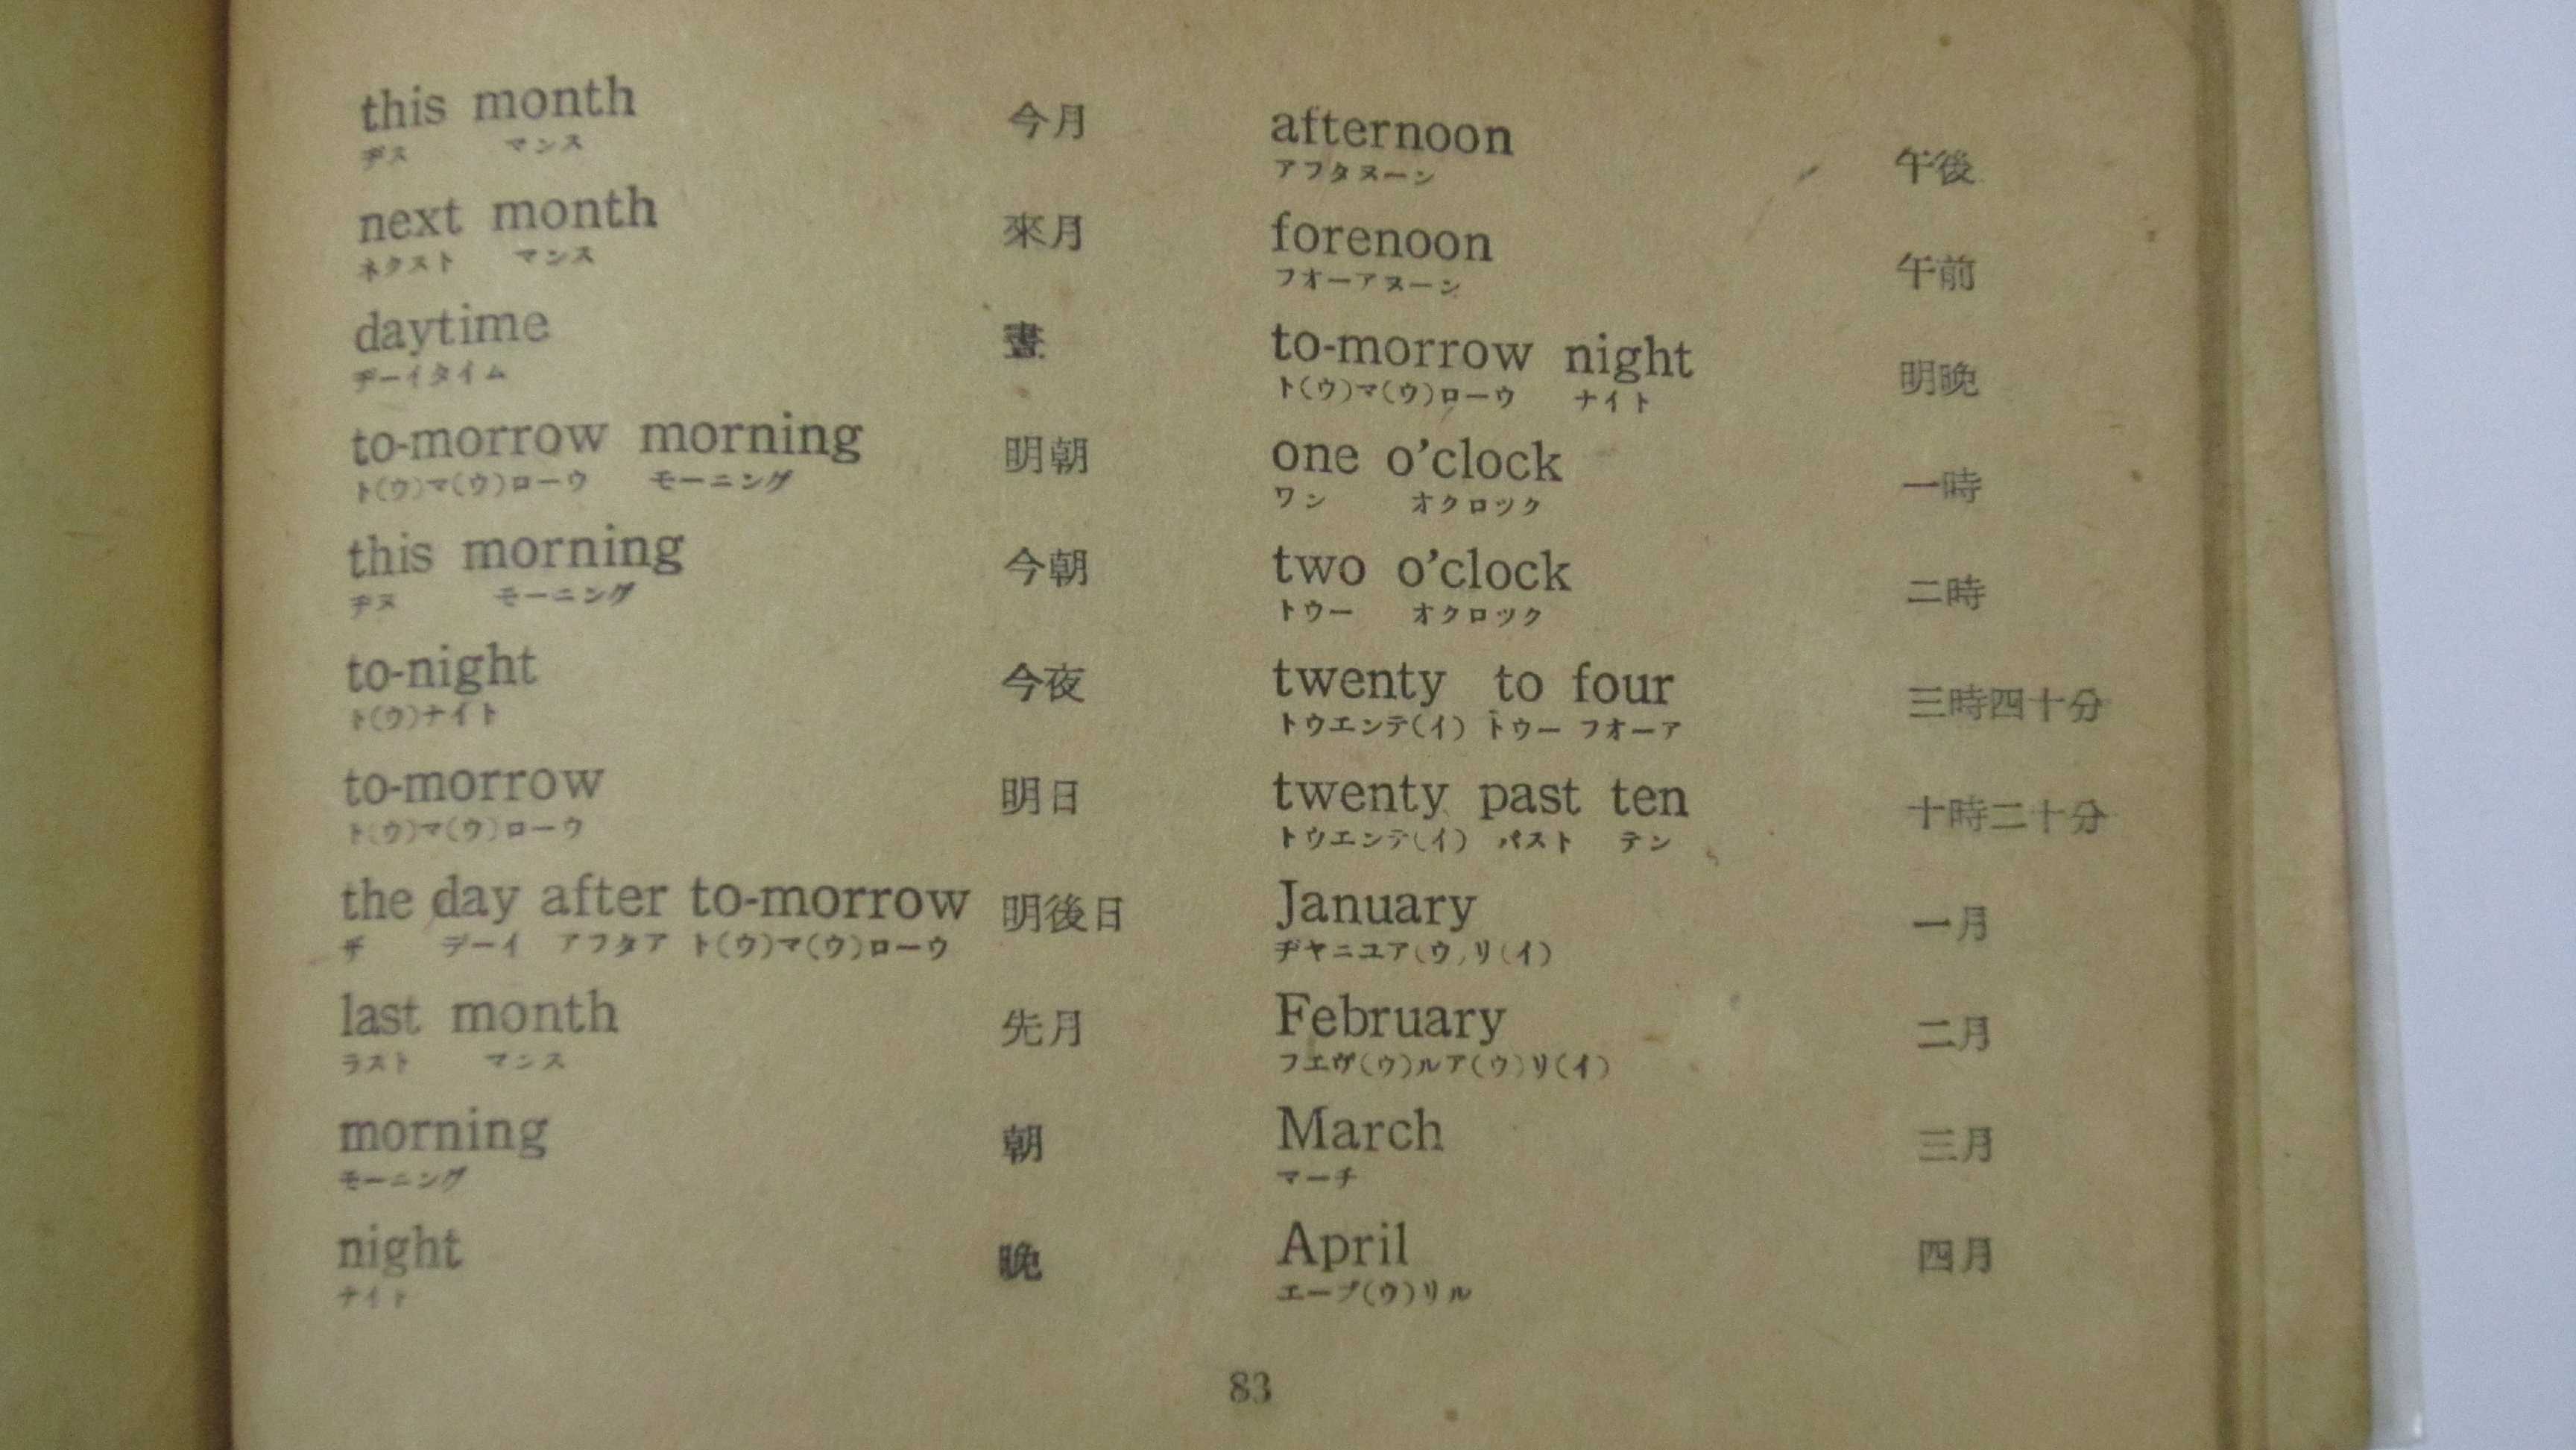 this month 今月
ヂス マンス
next month 來月
ネクスト マンス
daytime 晝
デーイタイム
to-morrow morning 明朝
ト(ウ)マ(ウ)ローウ モーニング
this morning 今朝
ヂス モーニング
to-night 今夜
ト(ウ)ナイト
to-morrow 明日
ト(ウ)マ(ウ)ローウ
the day after to-morrow 明後日
ザ デーイ アフタア ト(ウ)マ(ウ)ローウ
last month 先月
ラスト マンス
morning 朝
モーニング
night 晩
ナイト
afternoon 午後
アフタヌーン
forenoon 午前
フオーアヌーン
to-morrow night 明晩
ト(ウ)マ(ウ)ローウ ナイト
one o'clock 一時
ワン オクロツク
two o'clock 二時
トウー オクロツク
twenty to four 三時四十分
トウエンテ(イ) トウー フオーア
twenty past ten 十時二十分
トウエンテ(イ) パスト テン
January 一月
ヂヤニユア(ウ)リ(イ)
February 二月
フエヴ(ウ)ルア(ウ)リ(イ)
March 三月
マーチ
April 四月
エープ(ウ)リル
83